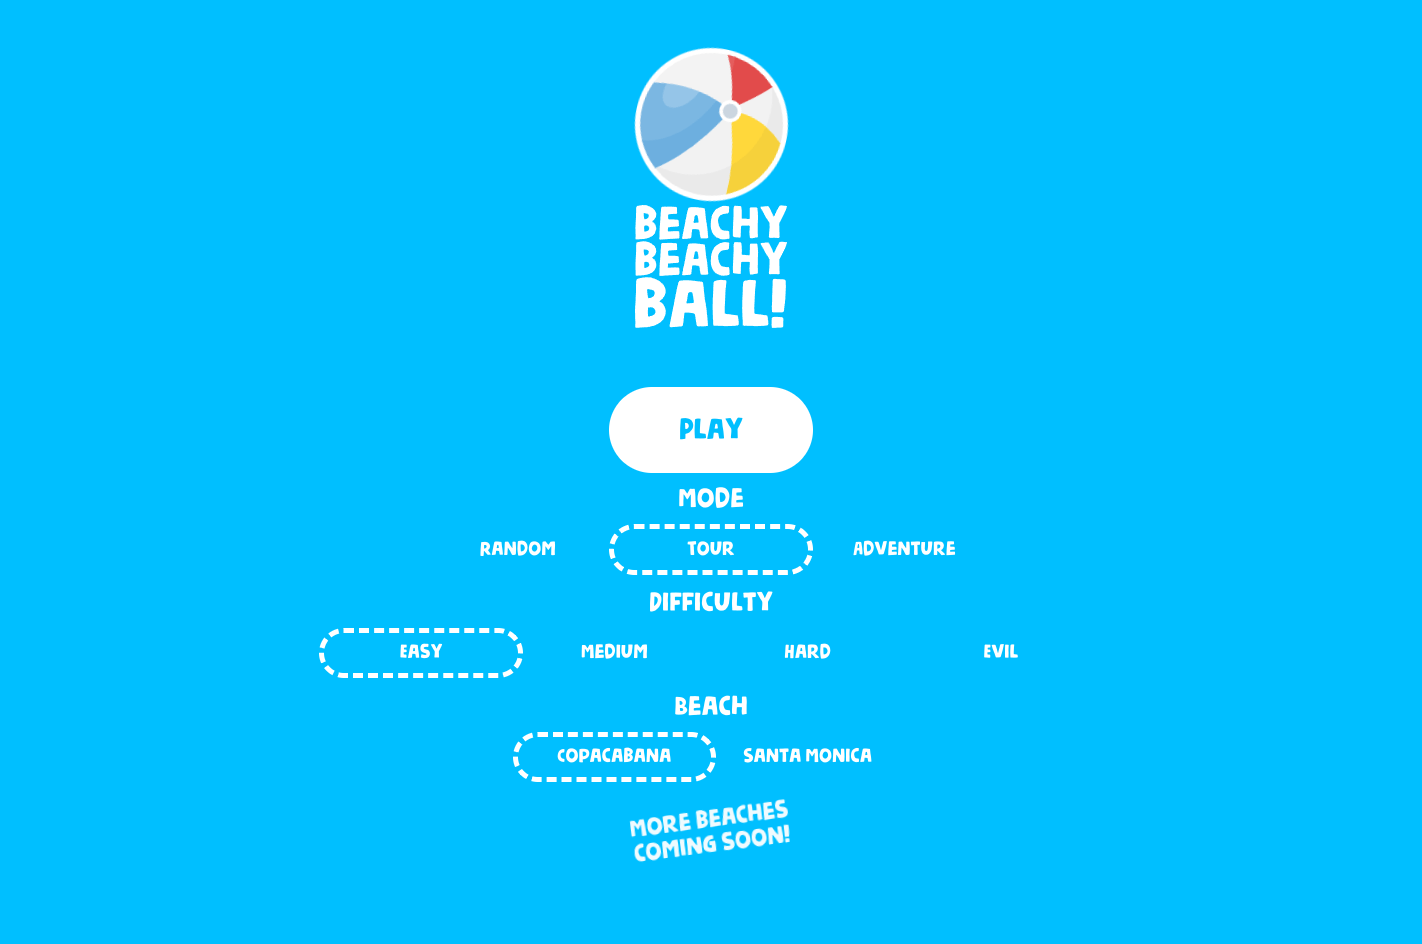 BEACHY
BEACHY
BALL!
PLAY
MODE
RANDOM TOUR ADVENTURE
DIFFICULTY
EASY MEDIUM HARD EVIL
BEACH
COPACABANA SANTA MONICA
MORE BEACHES
COMING SOON!